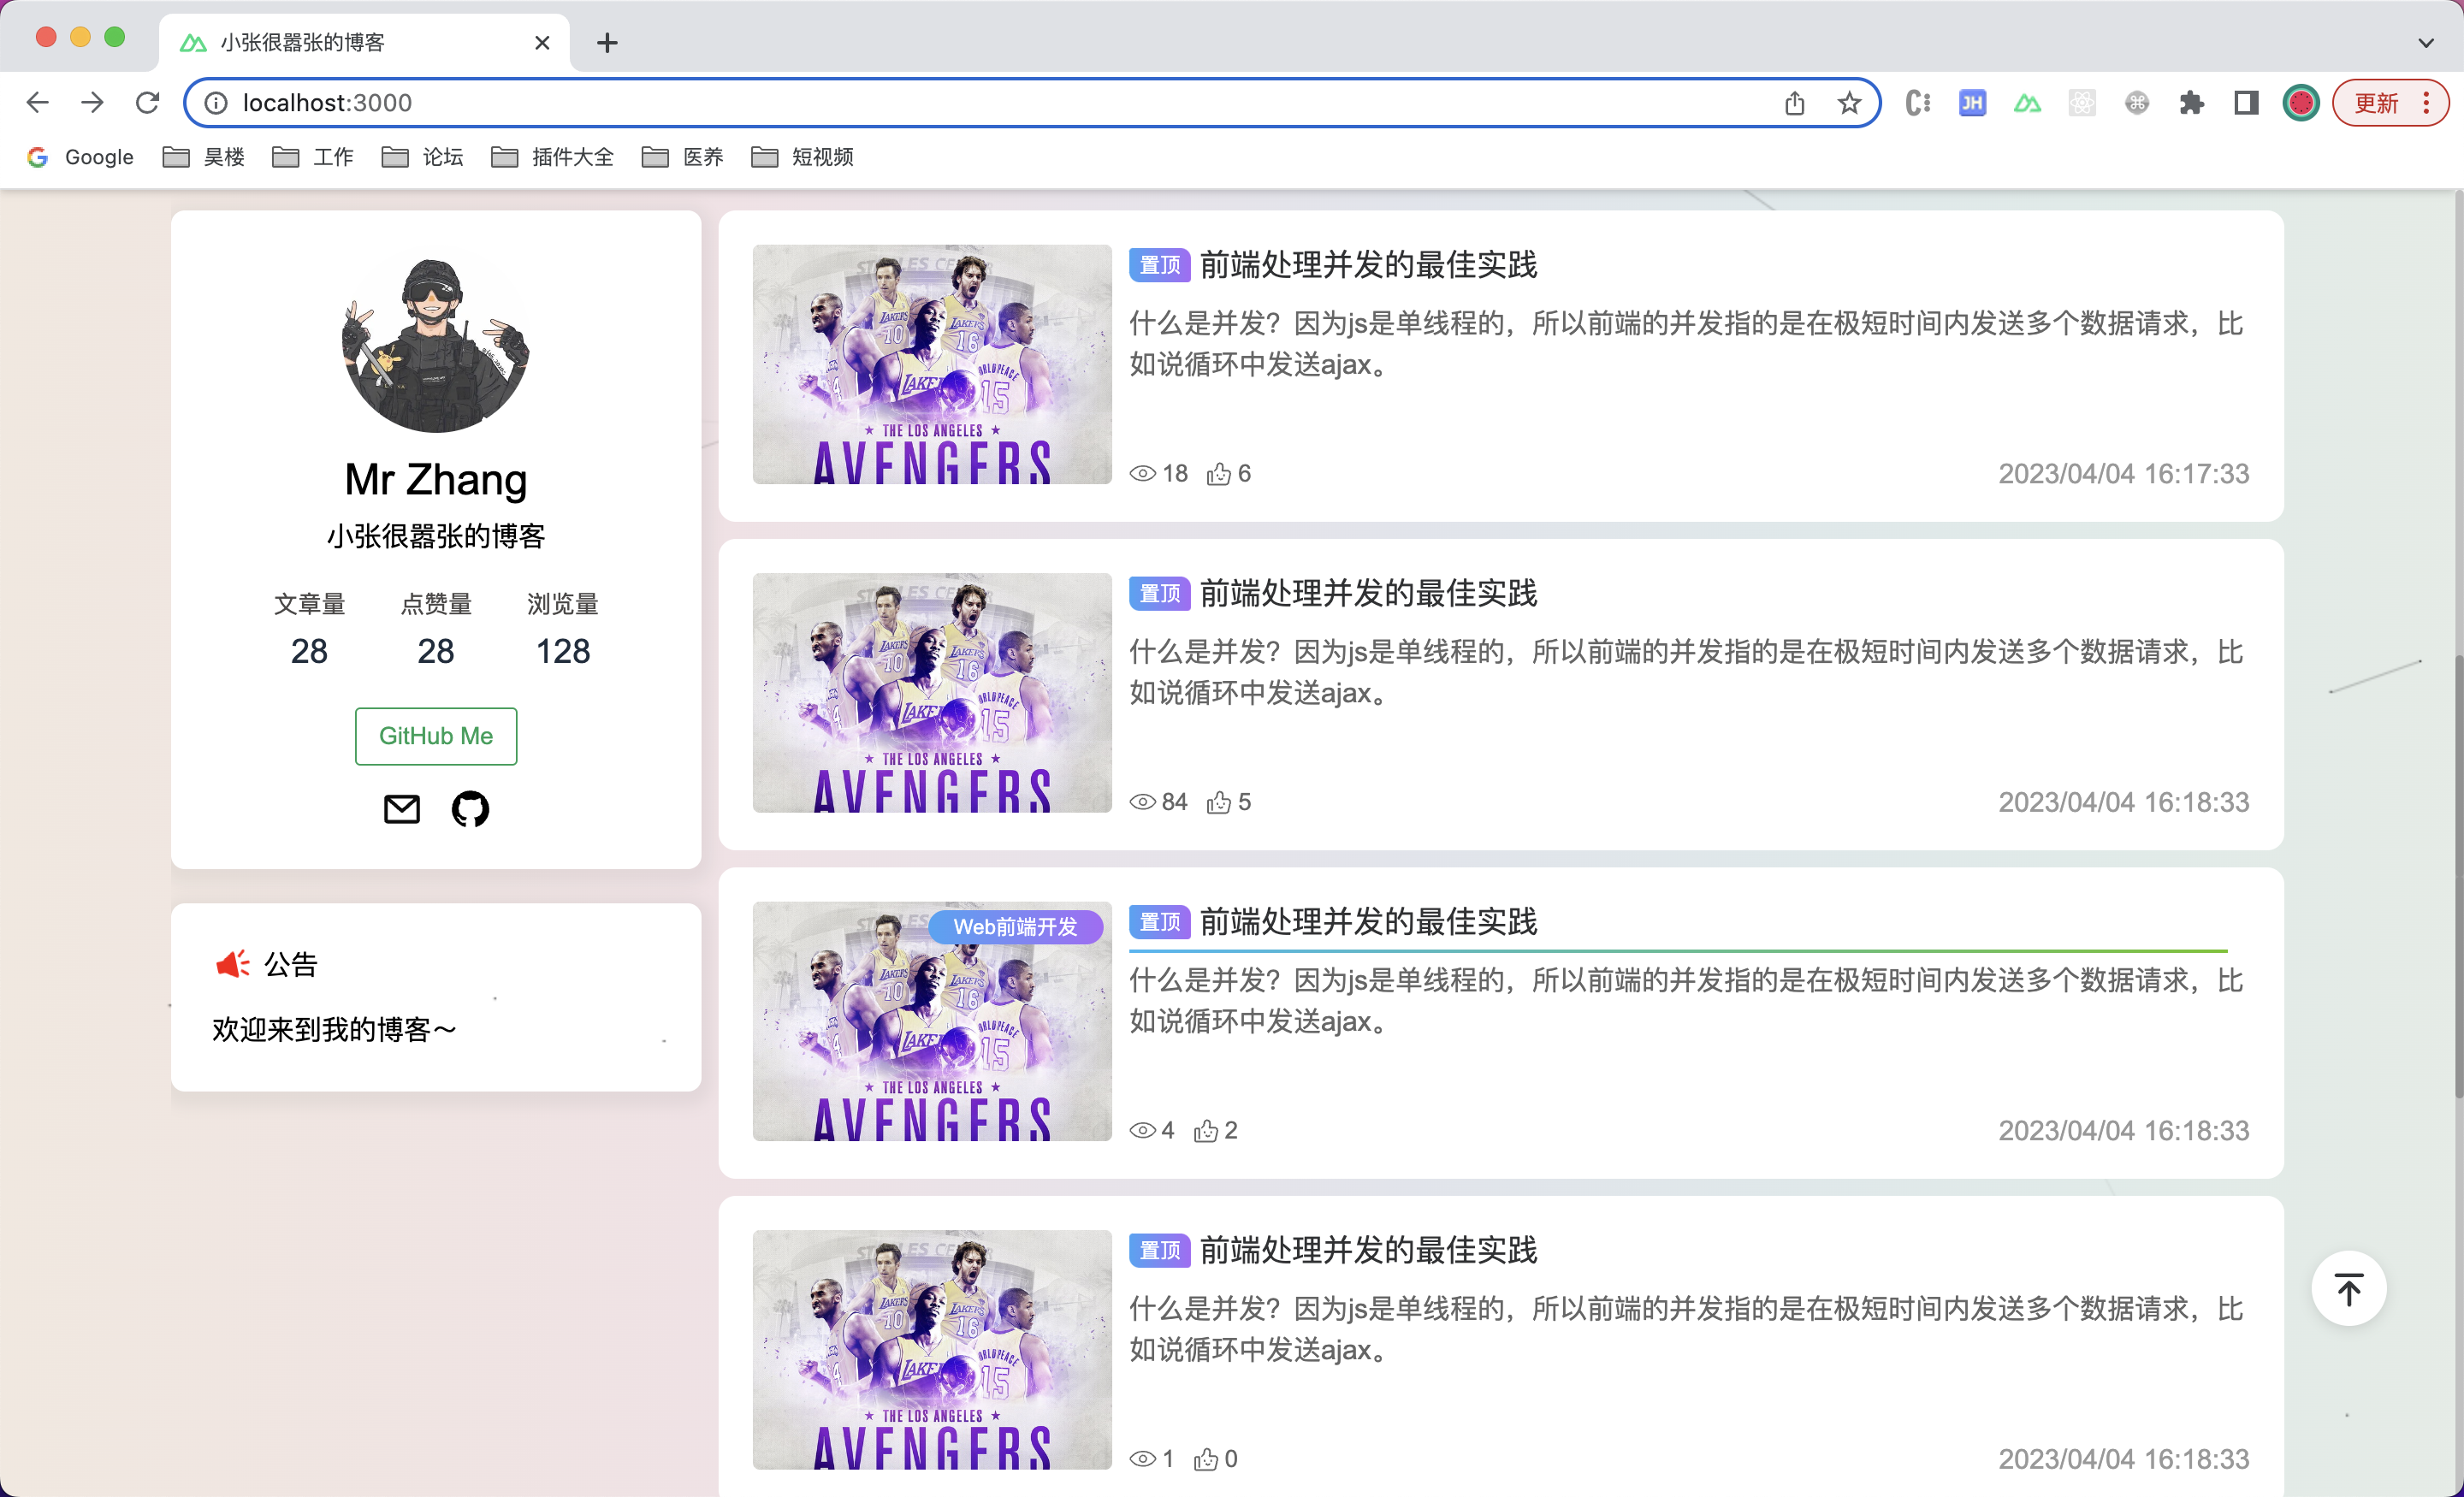 小张很嚣张的博客
localhost:3000
更新
Google 昊楼 工作 论坛 插件大全 医养 短视频
Mr Zhang
小张很嚣张的博客
文章量 点赞量 浏览量
28 28 128
GitHub Me
公告
欢迎来到我的博客～
THE LOS ANGELES
AVENGERS
置顶 前端处理并发的最佳实践
什么是并发？因为js是单线程的，所以前端的并发指的是在极短时间内发送多个数据请求，比
如说循环中发送ajax。
18 6 2023/04/04 16:17:33
THE LOS ANGELES
AVENGERS
置顶 前端处理并发的最佳实践
什么是并发？因为js是单线程的，所以前端的并发指的是在极短时间内发送多个数据请求，比
如说循环中发送ajax。
84 5 2023/04/04 16:18:33
Web前端开发
THE LOS ANGELES
AVENGERS
置顶 前端处理并发的最佳实践
什么是并发？因为js是单线程的，所以前端的并发指的是在极短时间内发送多个数据请求，比
如说循环中发送ajax。
4 2 2023/04/04 16:18:33
THE LOS ANGELES
AVENGERS
置顶 前端处理并发的最佳实践
什么是并发？因为js是单线程的，所以前端的并发指的是在极短时间内发送多个数据请求，比
如说循环中发送ajax。
1 0 2023/04/04 16:18:33